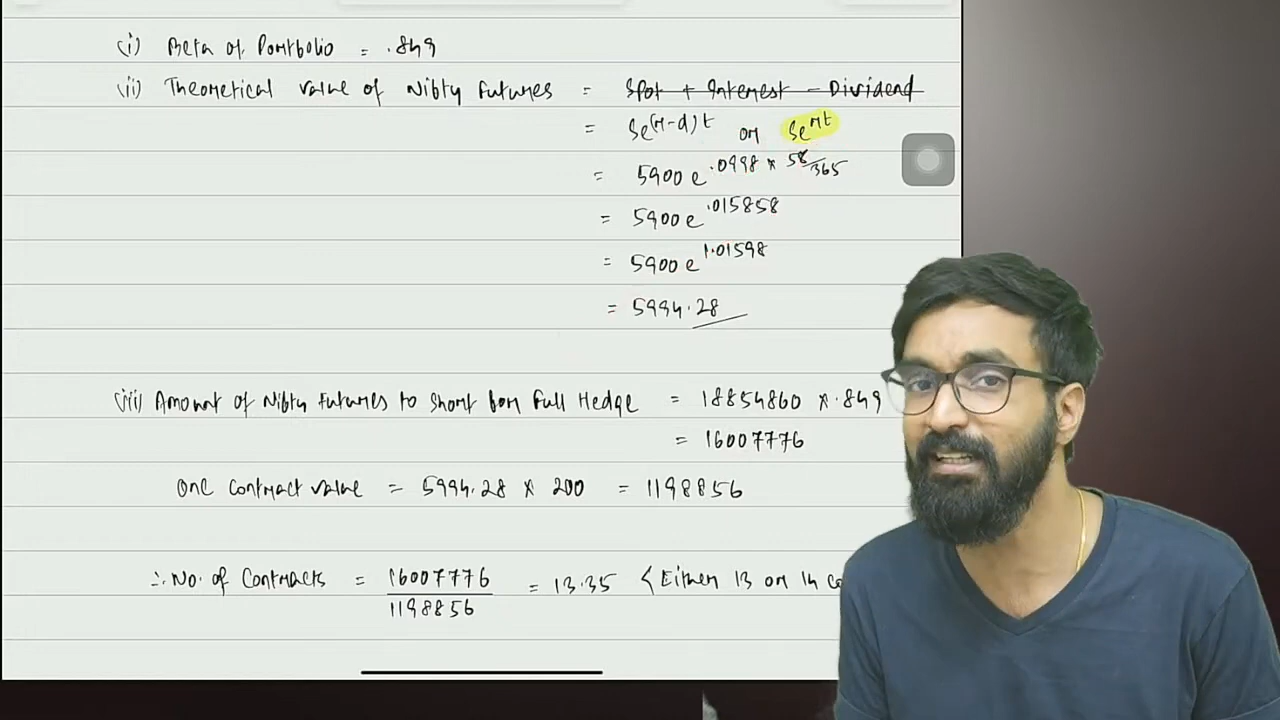 (i) Beta of Portfolio = .849
(ii) Theoretical value of Nifty Futures = Spot + Interest - Dividend
= Se^(r-d)t or Se^rt
= 5900 e^.0998 × 58/365
= 5900 e^.015858
= 5900 e^1.01598
= 5994.28
(iii) Amount of Nifty Futures to Short for Full Hedge = 18854860 × .849
= 16007776
One contract value = 5994.28 × 200 = 1198856
∴ No. of Contracts = 16007776/1198856 = 13.35 (Either 13 or 14 co